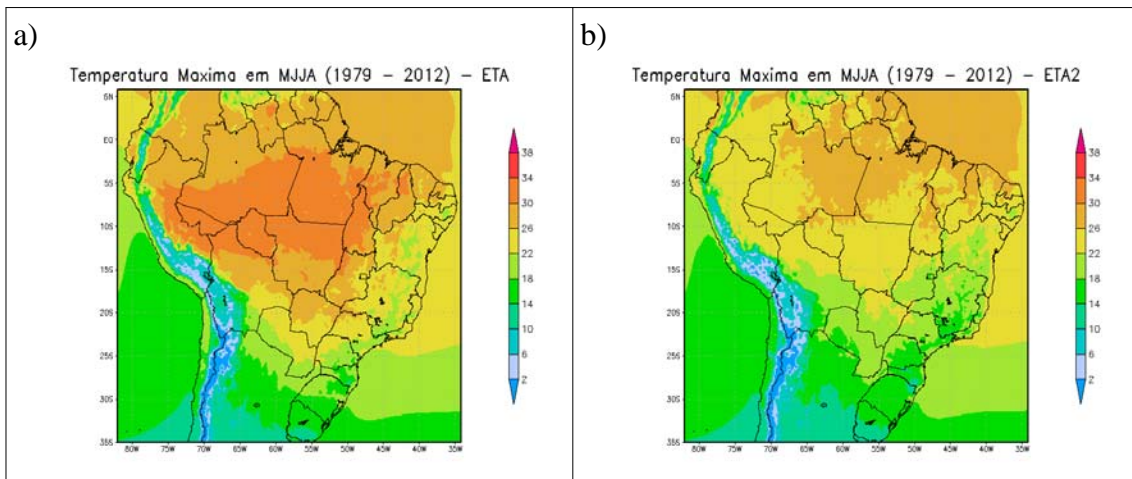 a)
Temperatura Maxima em MJJA (1979 - 2012) - ETA
5N
EQ
5S
10S
15S
20S
25S
30S
35S
80W 75W 70W 65W 60W 55W 50W 45W 40W 35W
38
34
30
26
22
18
14
10
6
2
b)
Temperatura Maxima em MJJA (1979 - 2012) - ETA2
5N
EQ
5S
10S
15S
20S
25S
30S
35S
80W 75W 70W 65W 60W 55W 50W 45W 40W 35W
38
34
30
26
22
18
14
10
6
2